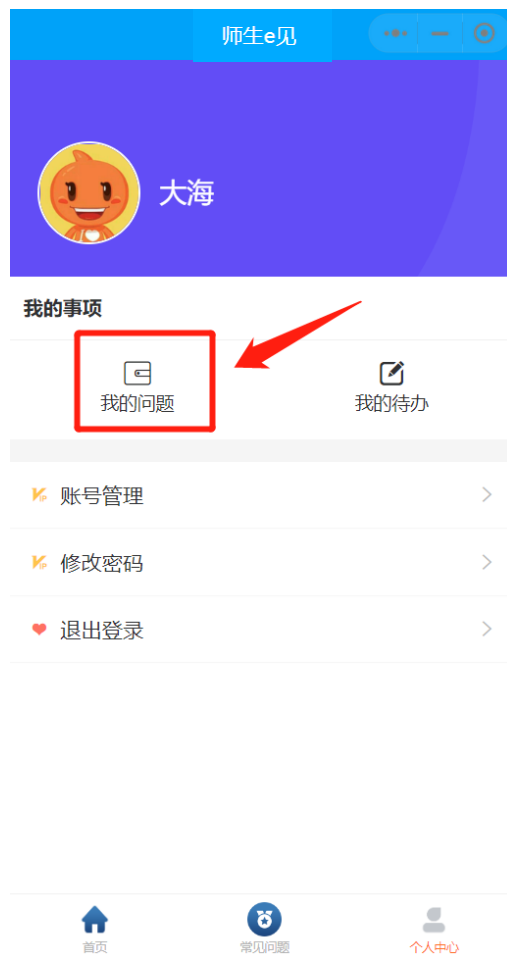 师生e见
大海
我的事项
我的问题
我的待办
账号管理
修改密码
退出登录
首页
常见问题
个人中心